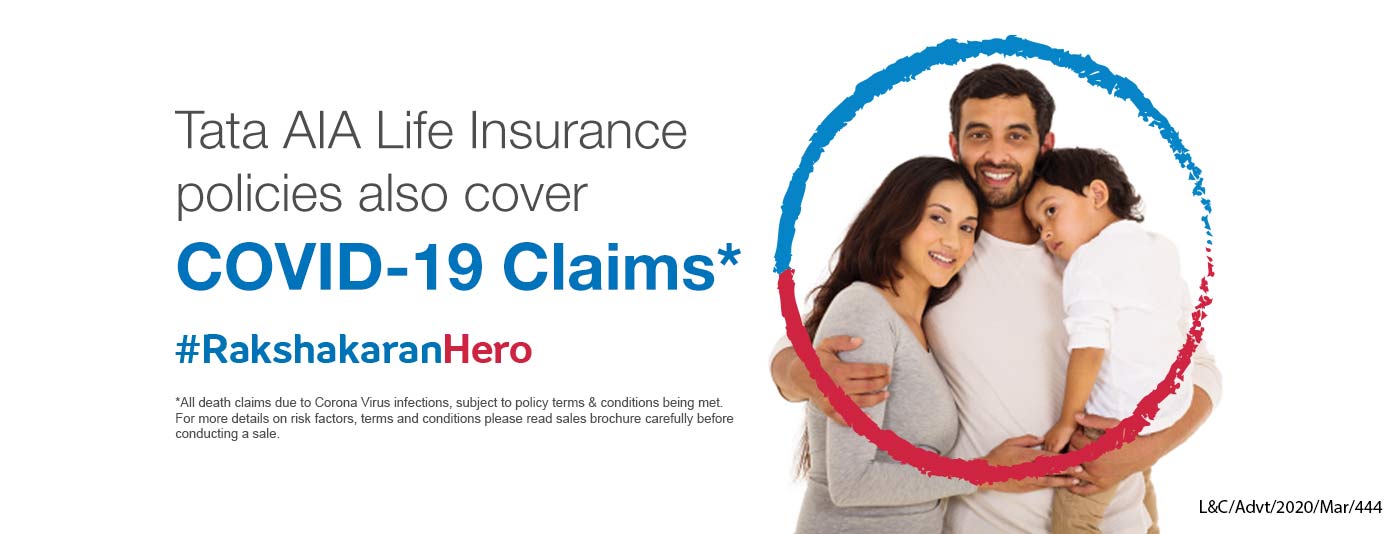 Tata AIA Life Insurance
policies also cover
COVID-19 Claims*
#RakshakaranHero
*All death claims due to Corona Virus infections, subject to policy terms & conditions being met.
For more details on risk factors, terms and conditions please read sales brochure carefully before
conducting a sale.
L&C/Advt/2020/Mar/444